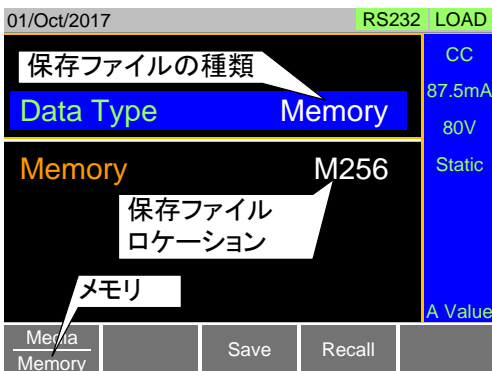 01/Oct/2017 RS232 LOAD
保存ファイルの種類
Data Type Memory
Memory M256
保存ファイル
ロケーション
メモリ
CC
87.5mA
80V
Static
A Value
Media
Memory
Save
Recall